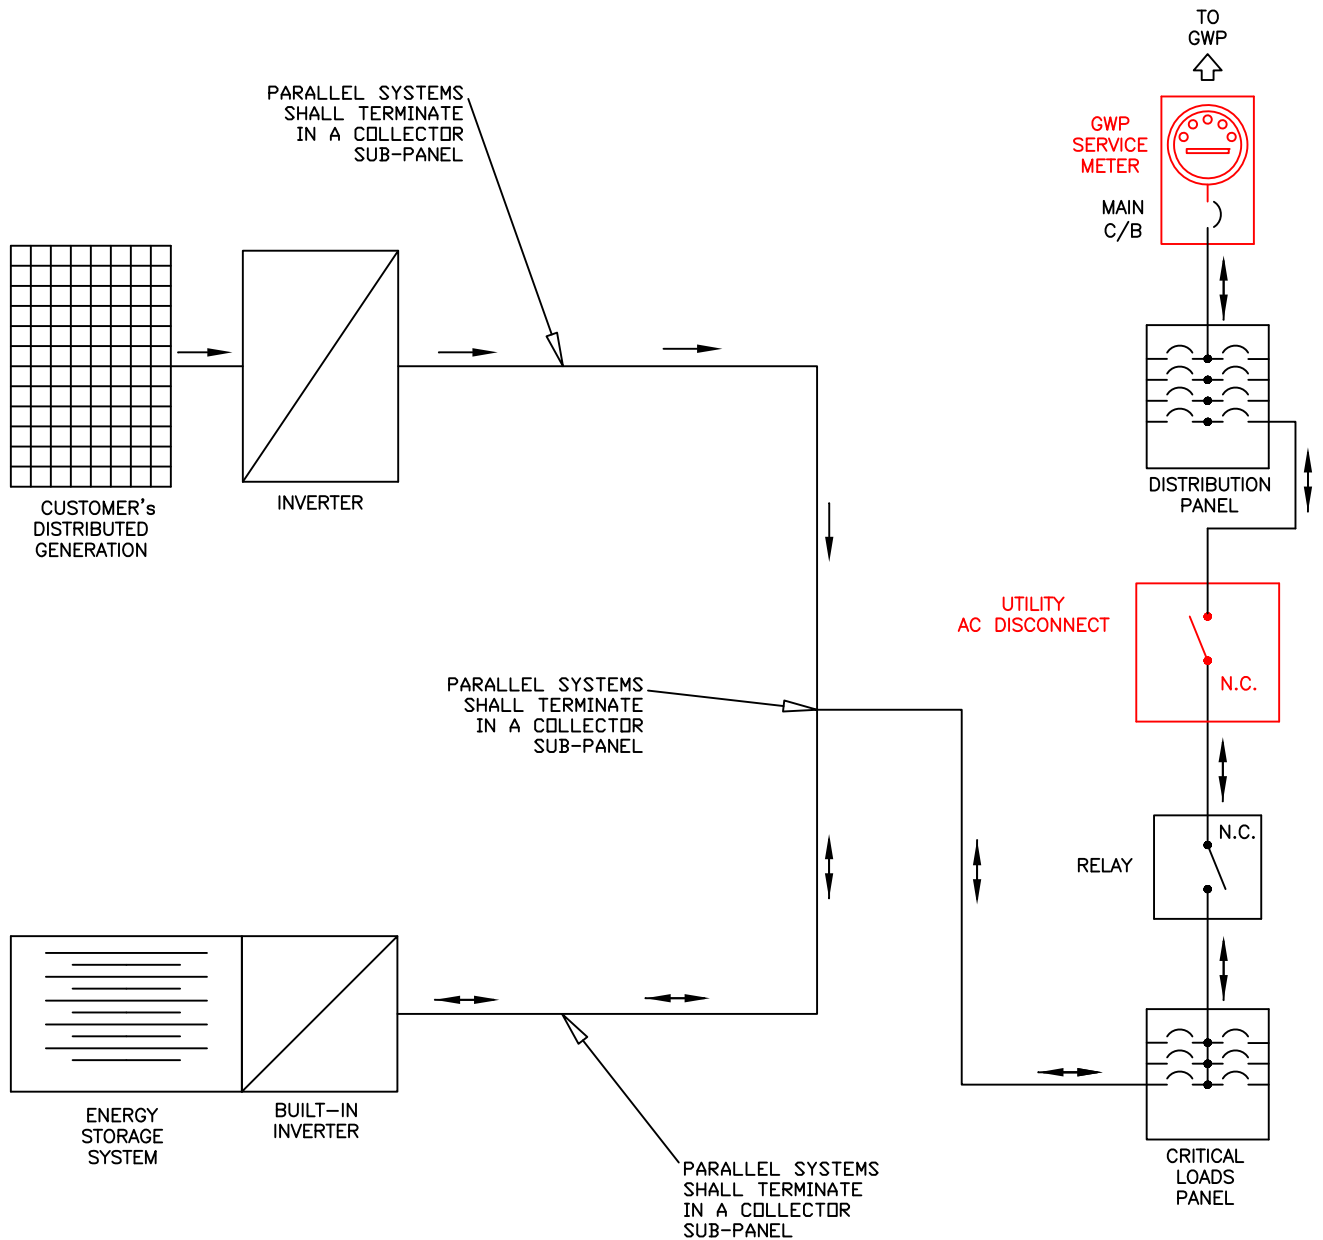 TO
GWP
PARALLEL SYSTEMS
SHALL TERMINATE
IN A COLLECTOR
SUB-PANEL
GWP
SERVICE
METER
MAIN
C/B
CUSTOMER's
DISTRIBUTED
GENERATION
INVERTER
DISTRIBUTION
PANEL
UTILITY
AC DISCONNECT
N.C.
PARALLEL SYSTEMS
SHALL TERMINATE
IN A COLLECTOR
SUB-PANEL
N.C.
RELAY
ENERGY
STORAGE
SYSTEM
BUILT-IN
INVERTER
PARALLEL SYSTEMS
SHALL TERMINATE
IN A COLLECTOR
SUB-PANEL
CRITICAL
LOADS
PANEL